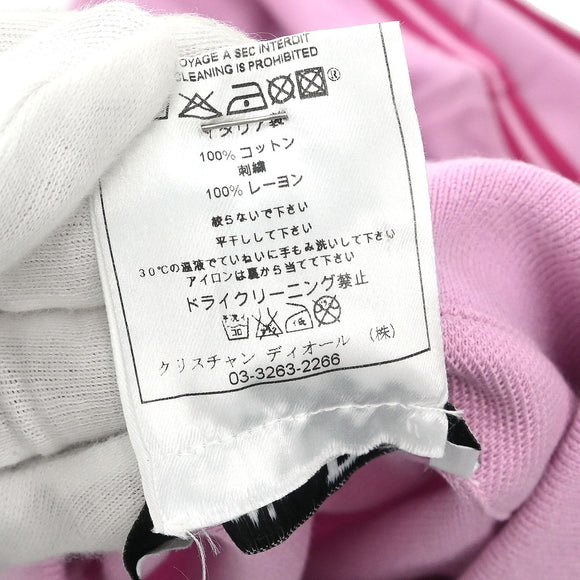 NETTOYAGE A SEC INTERDIT
CLEANING IS PROHIBITED
®
イタリア製
100% コットン
刺繍
100% レーヨン
絞らないで下さい
平干しして下さい
30℃の温液でていねいに手もみ洗いして下さい
アイロンは裏から当てて下さい
ドライクリーニング禁止
クリスチャン ディオール (株)
03-3263-2266